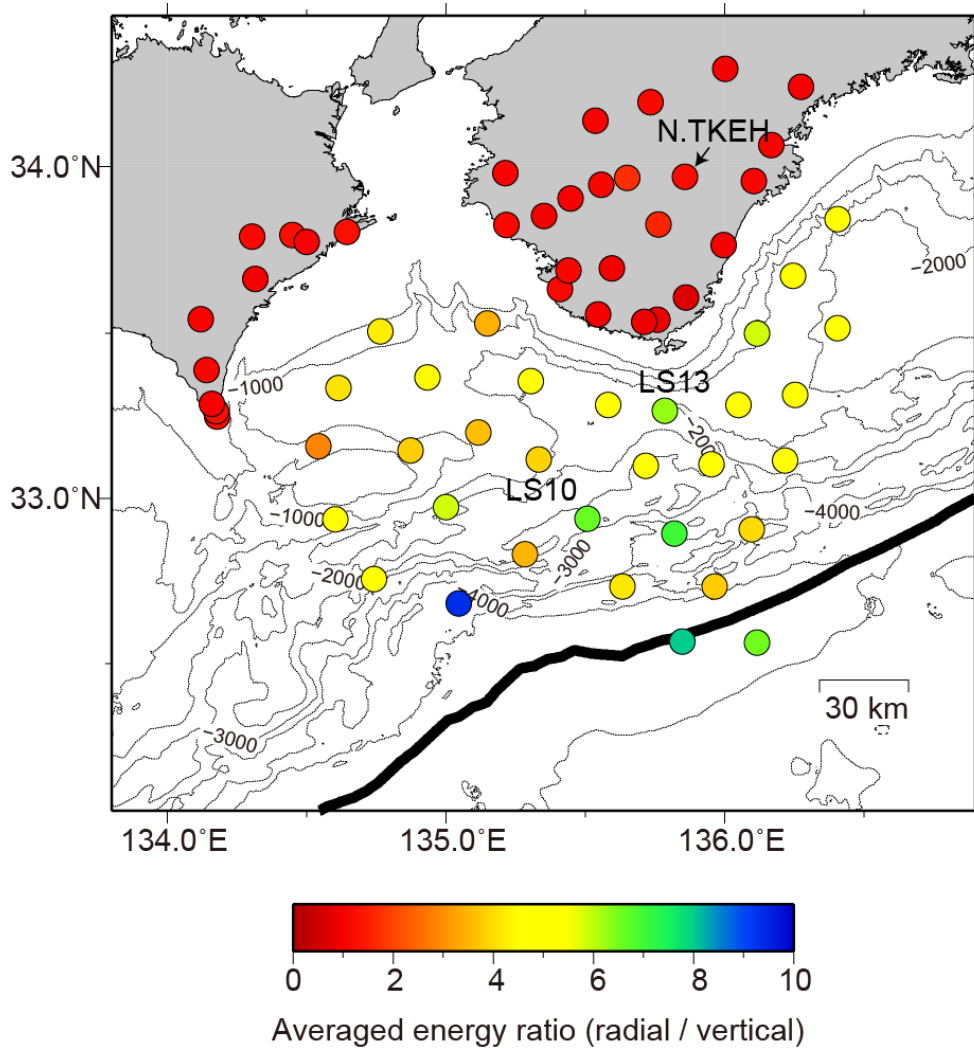 N.TKEH
34.0˚N
−2000
LS13
−1000
−2000
LS10
33.0˚N
−1000
−4000
−3000
−2000
−4000
30 km
−3000
134.0˚E 135.0˚E 136.0˚E
0 2 4 6 8 10
Averaged energy ratio (radial / vertical)